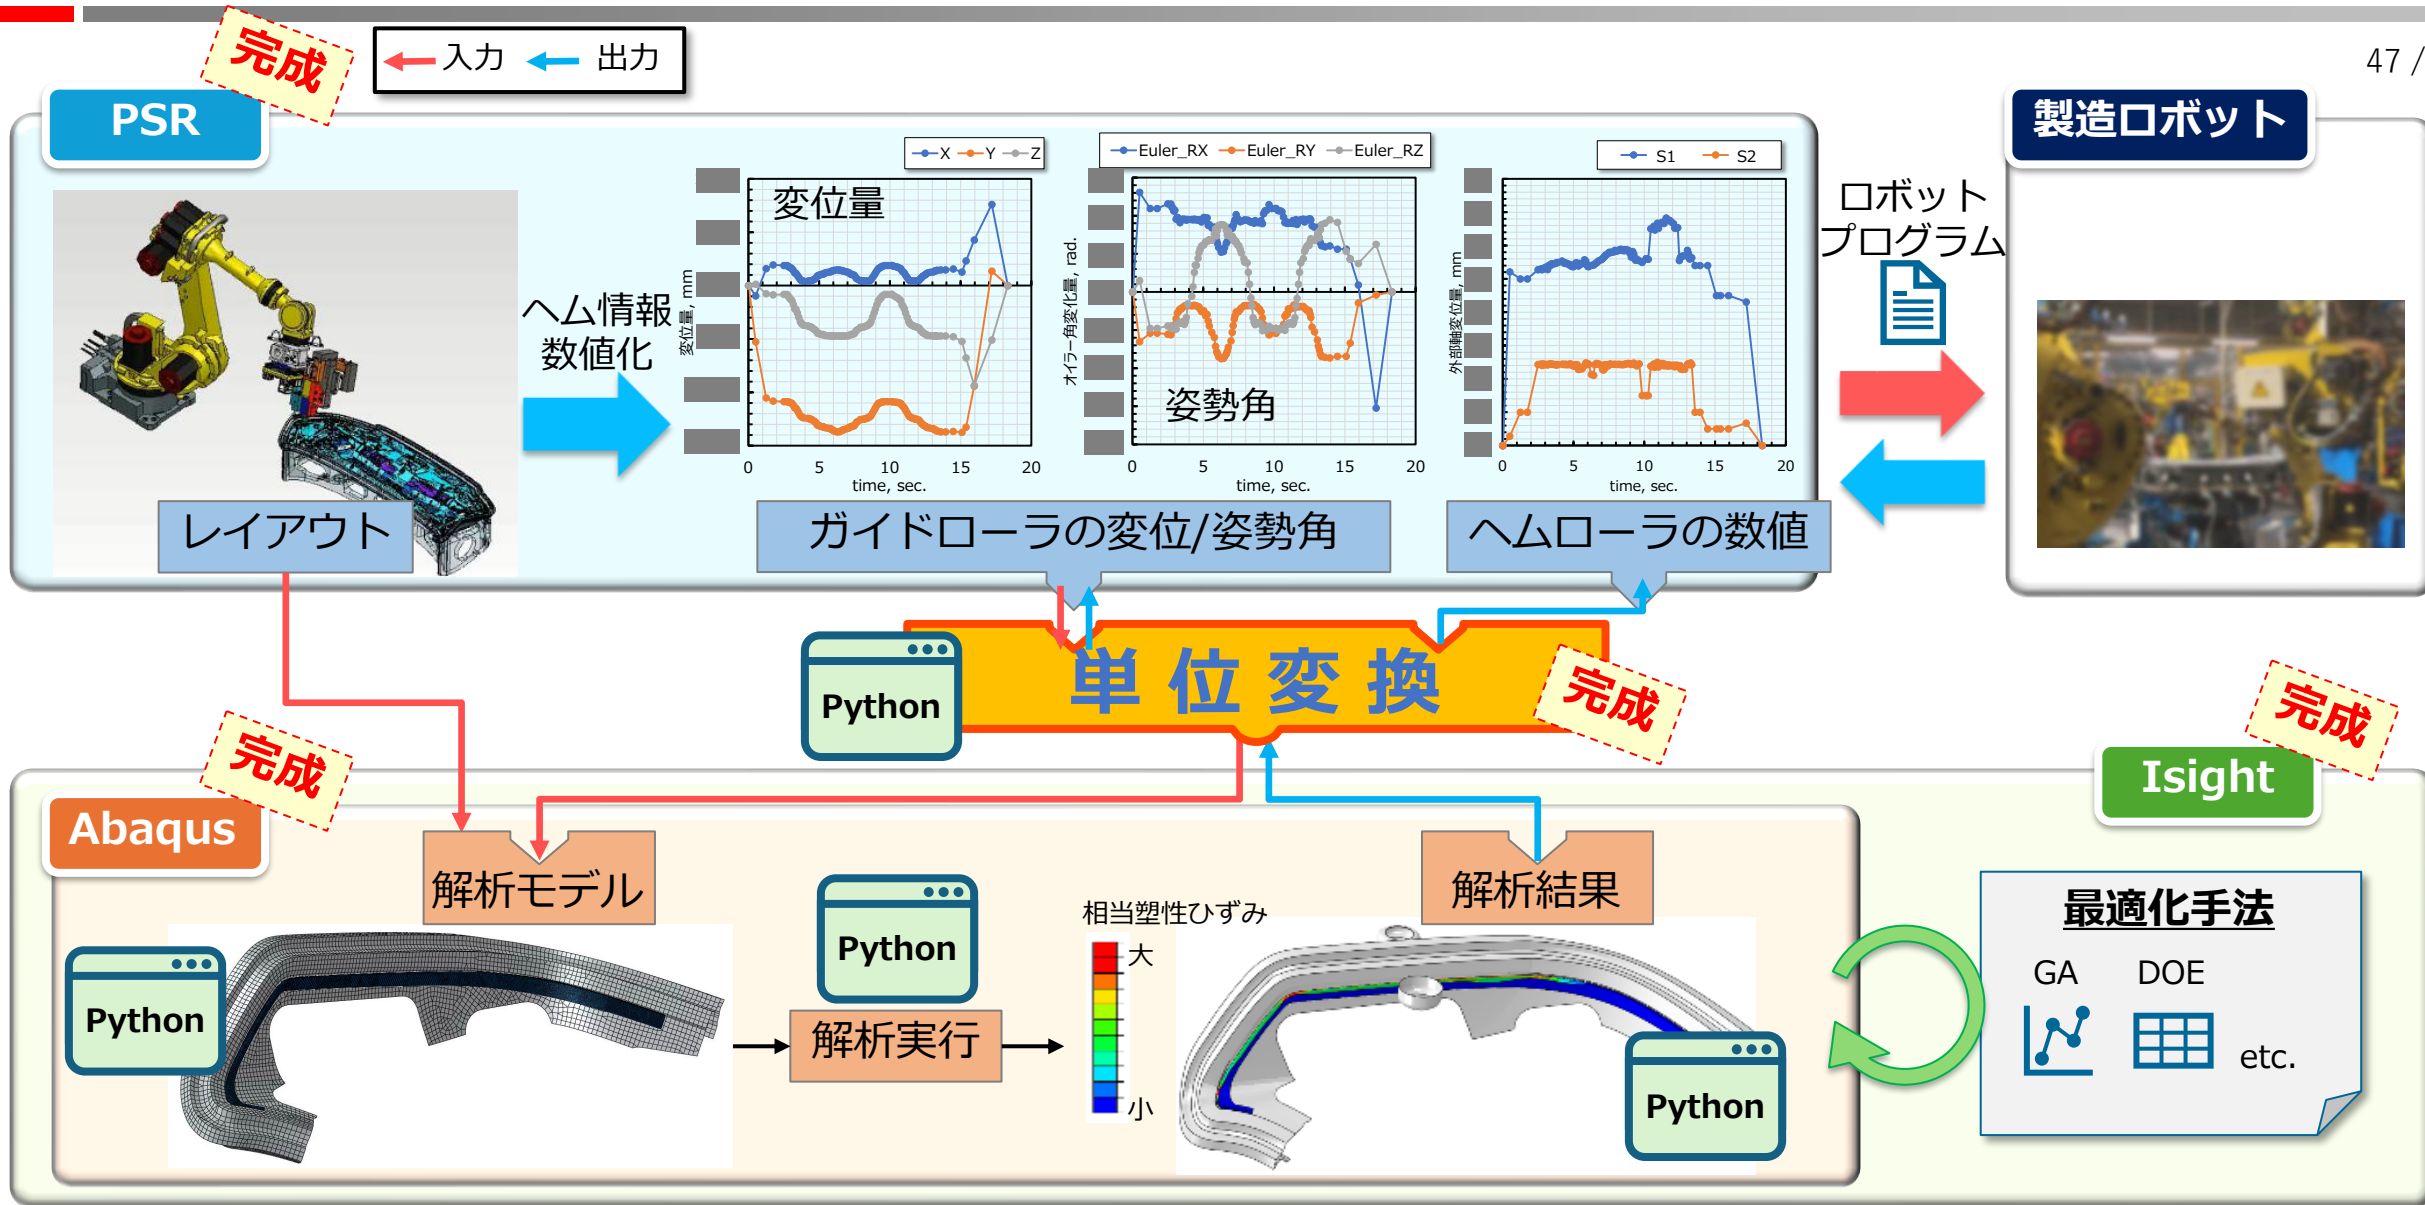 完成
入力
出力
47 /
PSR
製造ロボット
X Y Z
Euler_RX Euler_RY Euler_RZ
S1 S2
変位量
姿勢角
変位量, mm
オイラー角変化量, rad.
外部軸変位量, mm
0 5 10 15 20
time, sec.
0 5 10 15 20
time, sec.
0 5 10 15 20
time, sec.
ヘム情報
数値化
ロボット
プログラム
レイアウト
ガイドローラの変位/姿勢角
ヘムローラの数値
Python
単位変換
完成
完成
完成
Abaqus
Isight
解析モデル
Python
Python
解析実行
相当塑性ひずみ
大
小
解析結果
Python
最適化手法
GA
DOE
etc.